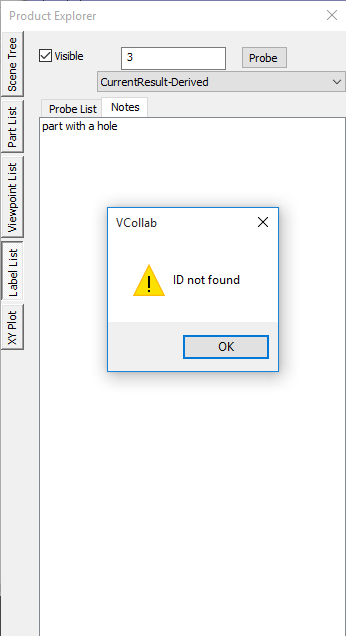 Product Explorer
Scene Tree
Part List
Viewpoint List
Label List
XY Plot
Visible
3
Probe
CurrentResult-Derived
Probe List
Notes
part with a hole
VCollab
ID not found
OK